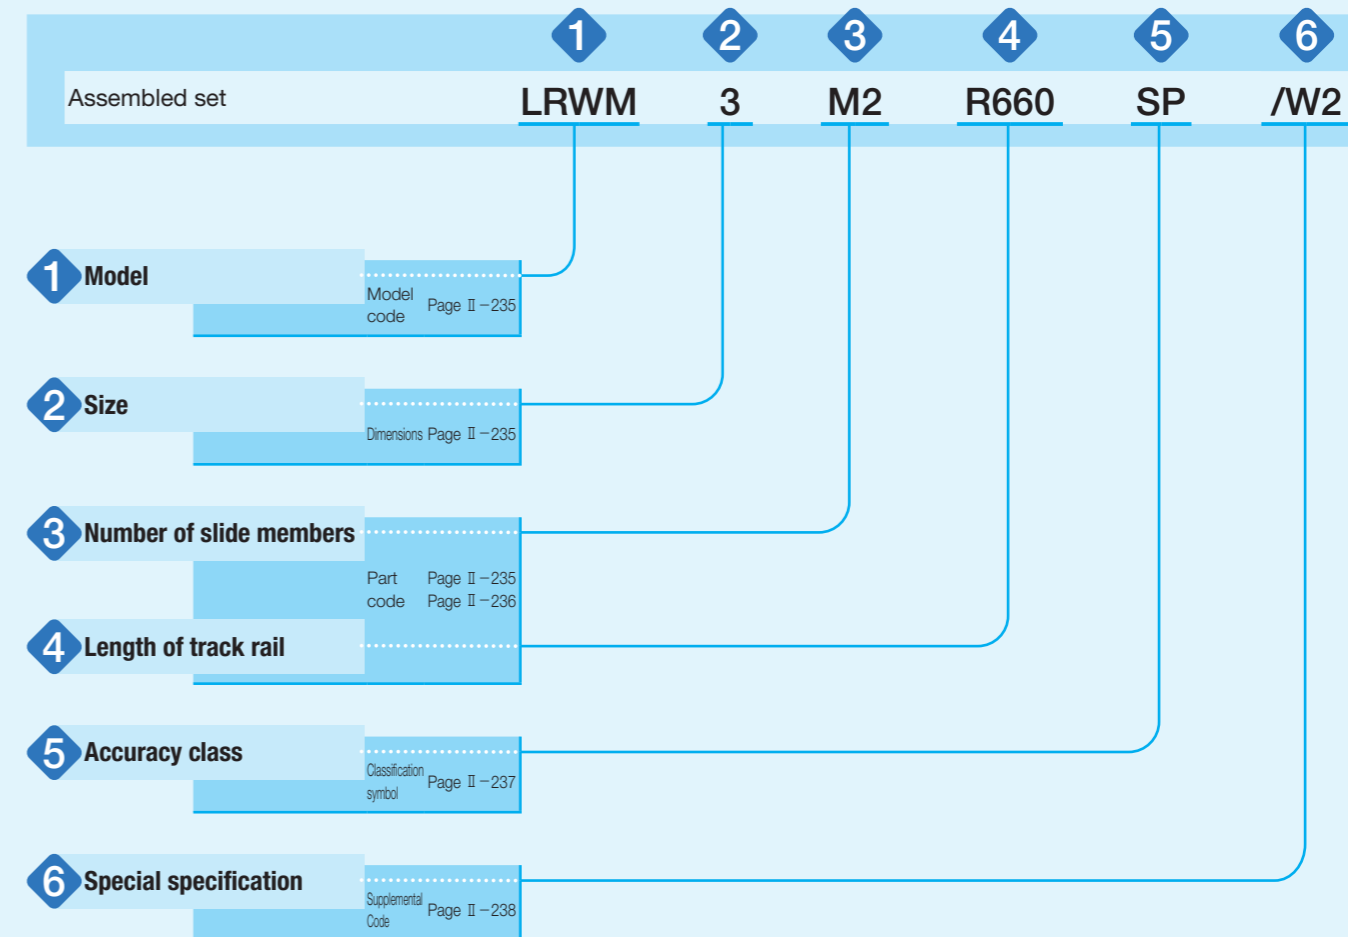 1 2 3 4 5 6
Assembled set LRWM 3 M2 R660 SP /W2
1 Model
Model code Page Ⅱ−235
2 Size
Dimensions Page Ⅱ−235
3 Number of slide members
Part code Page Ⅱ−235
Page Ⅱ−236
4 Length of track rail
5 Accuracy class
Classification symbol Page Ⅱ−237
6 Special specification
Supplemental Code Page Ⅱ−238